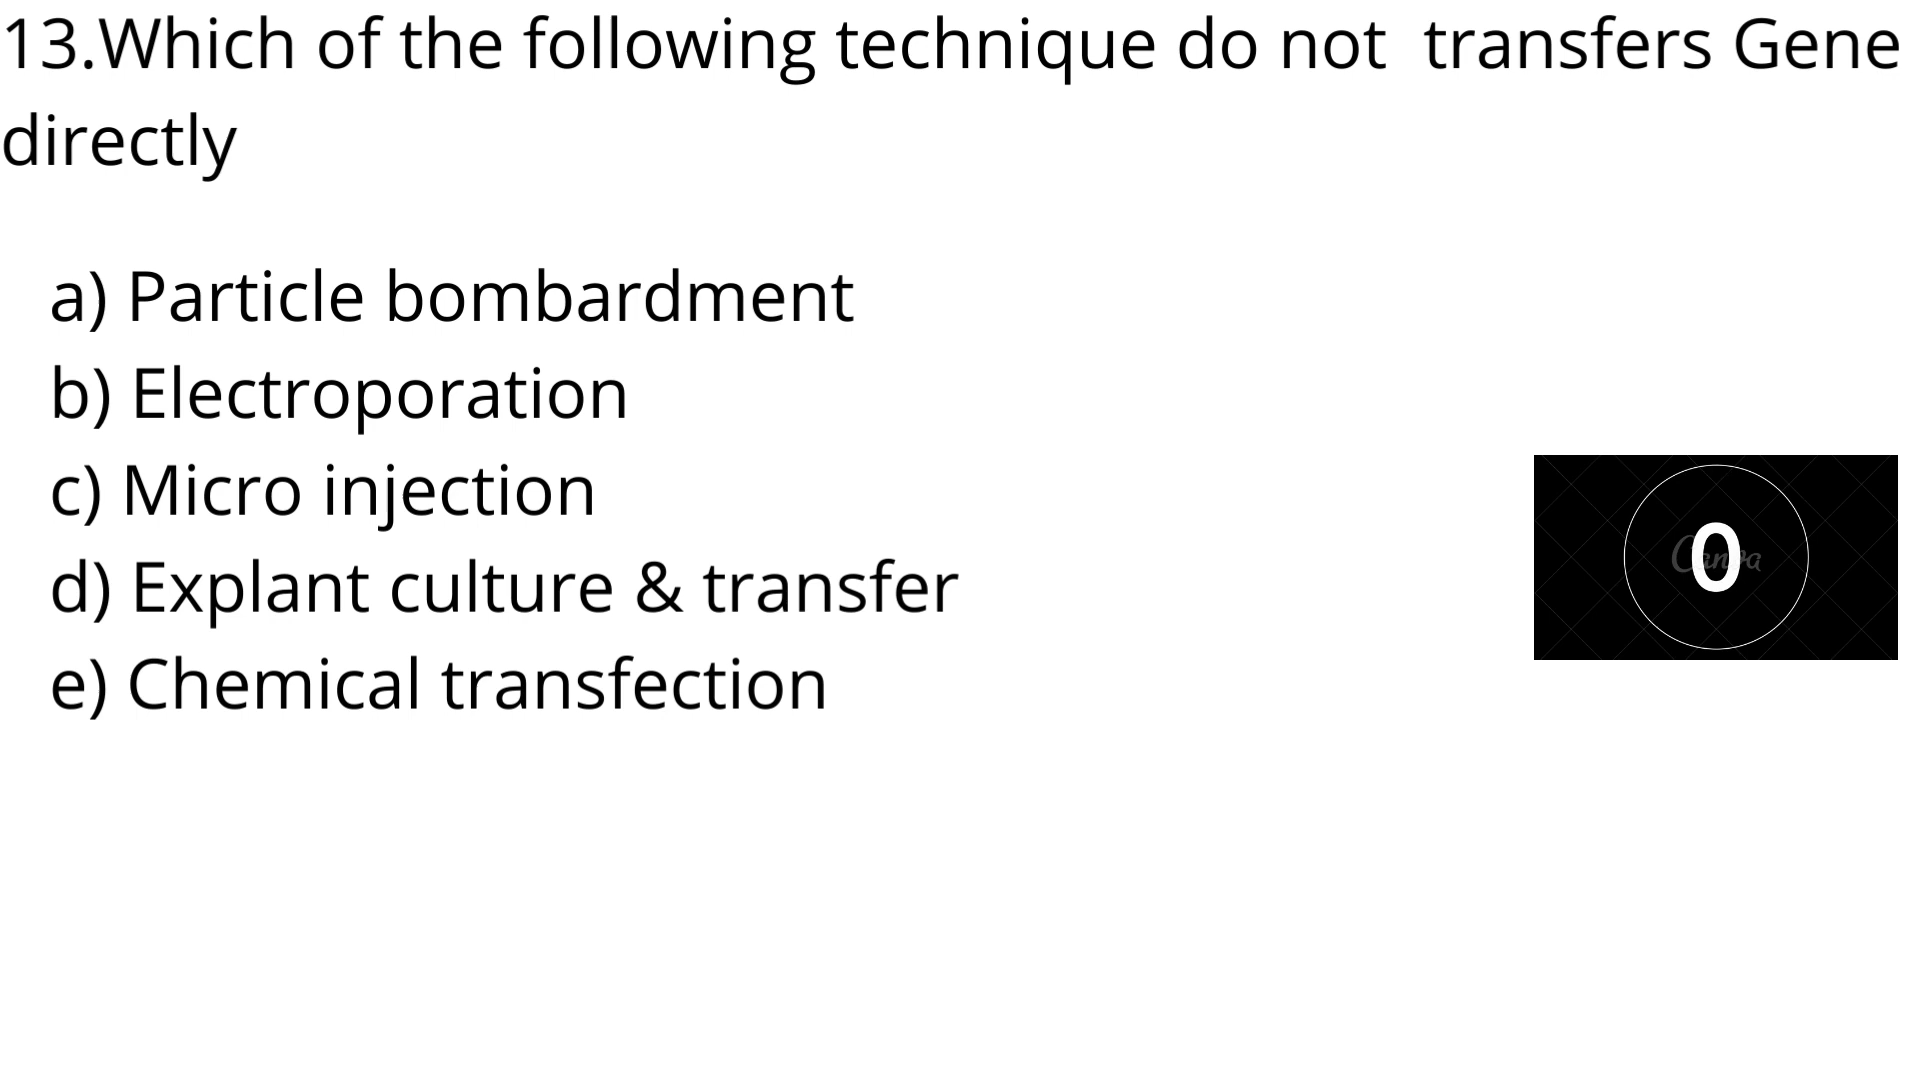 13.Which of the following technique do not  transfers Gene
directly
a) Particle bombardment
b) Electroporation
c) Micro injection
d) Explant culture & transfer
e) Chemical transfection
Canva
0